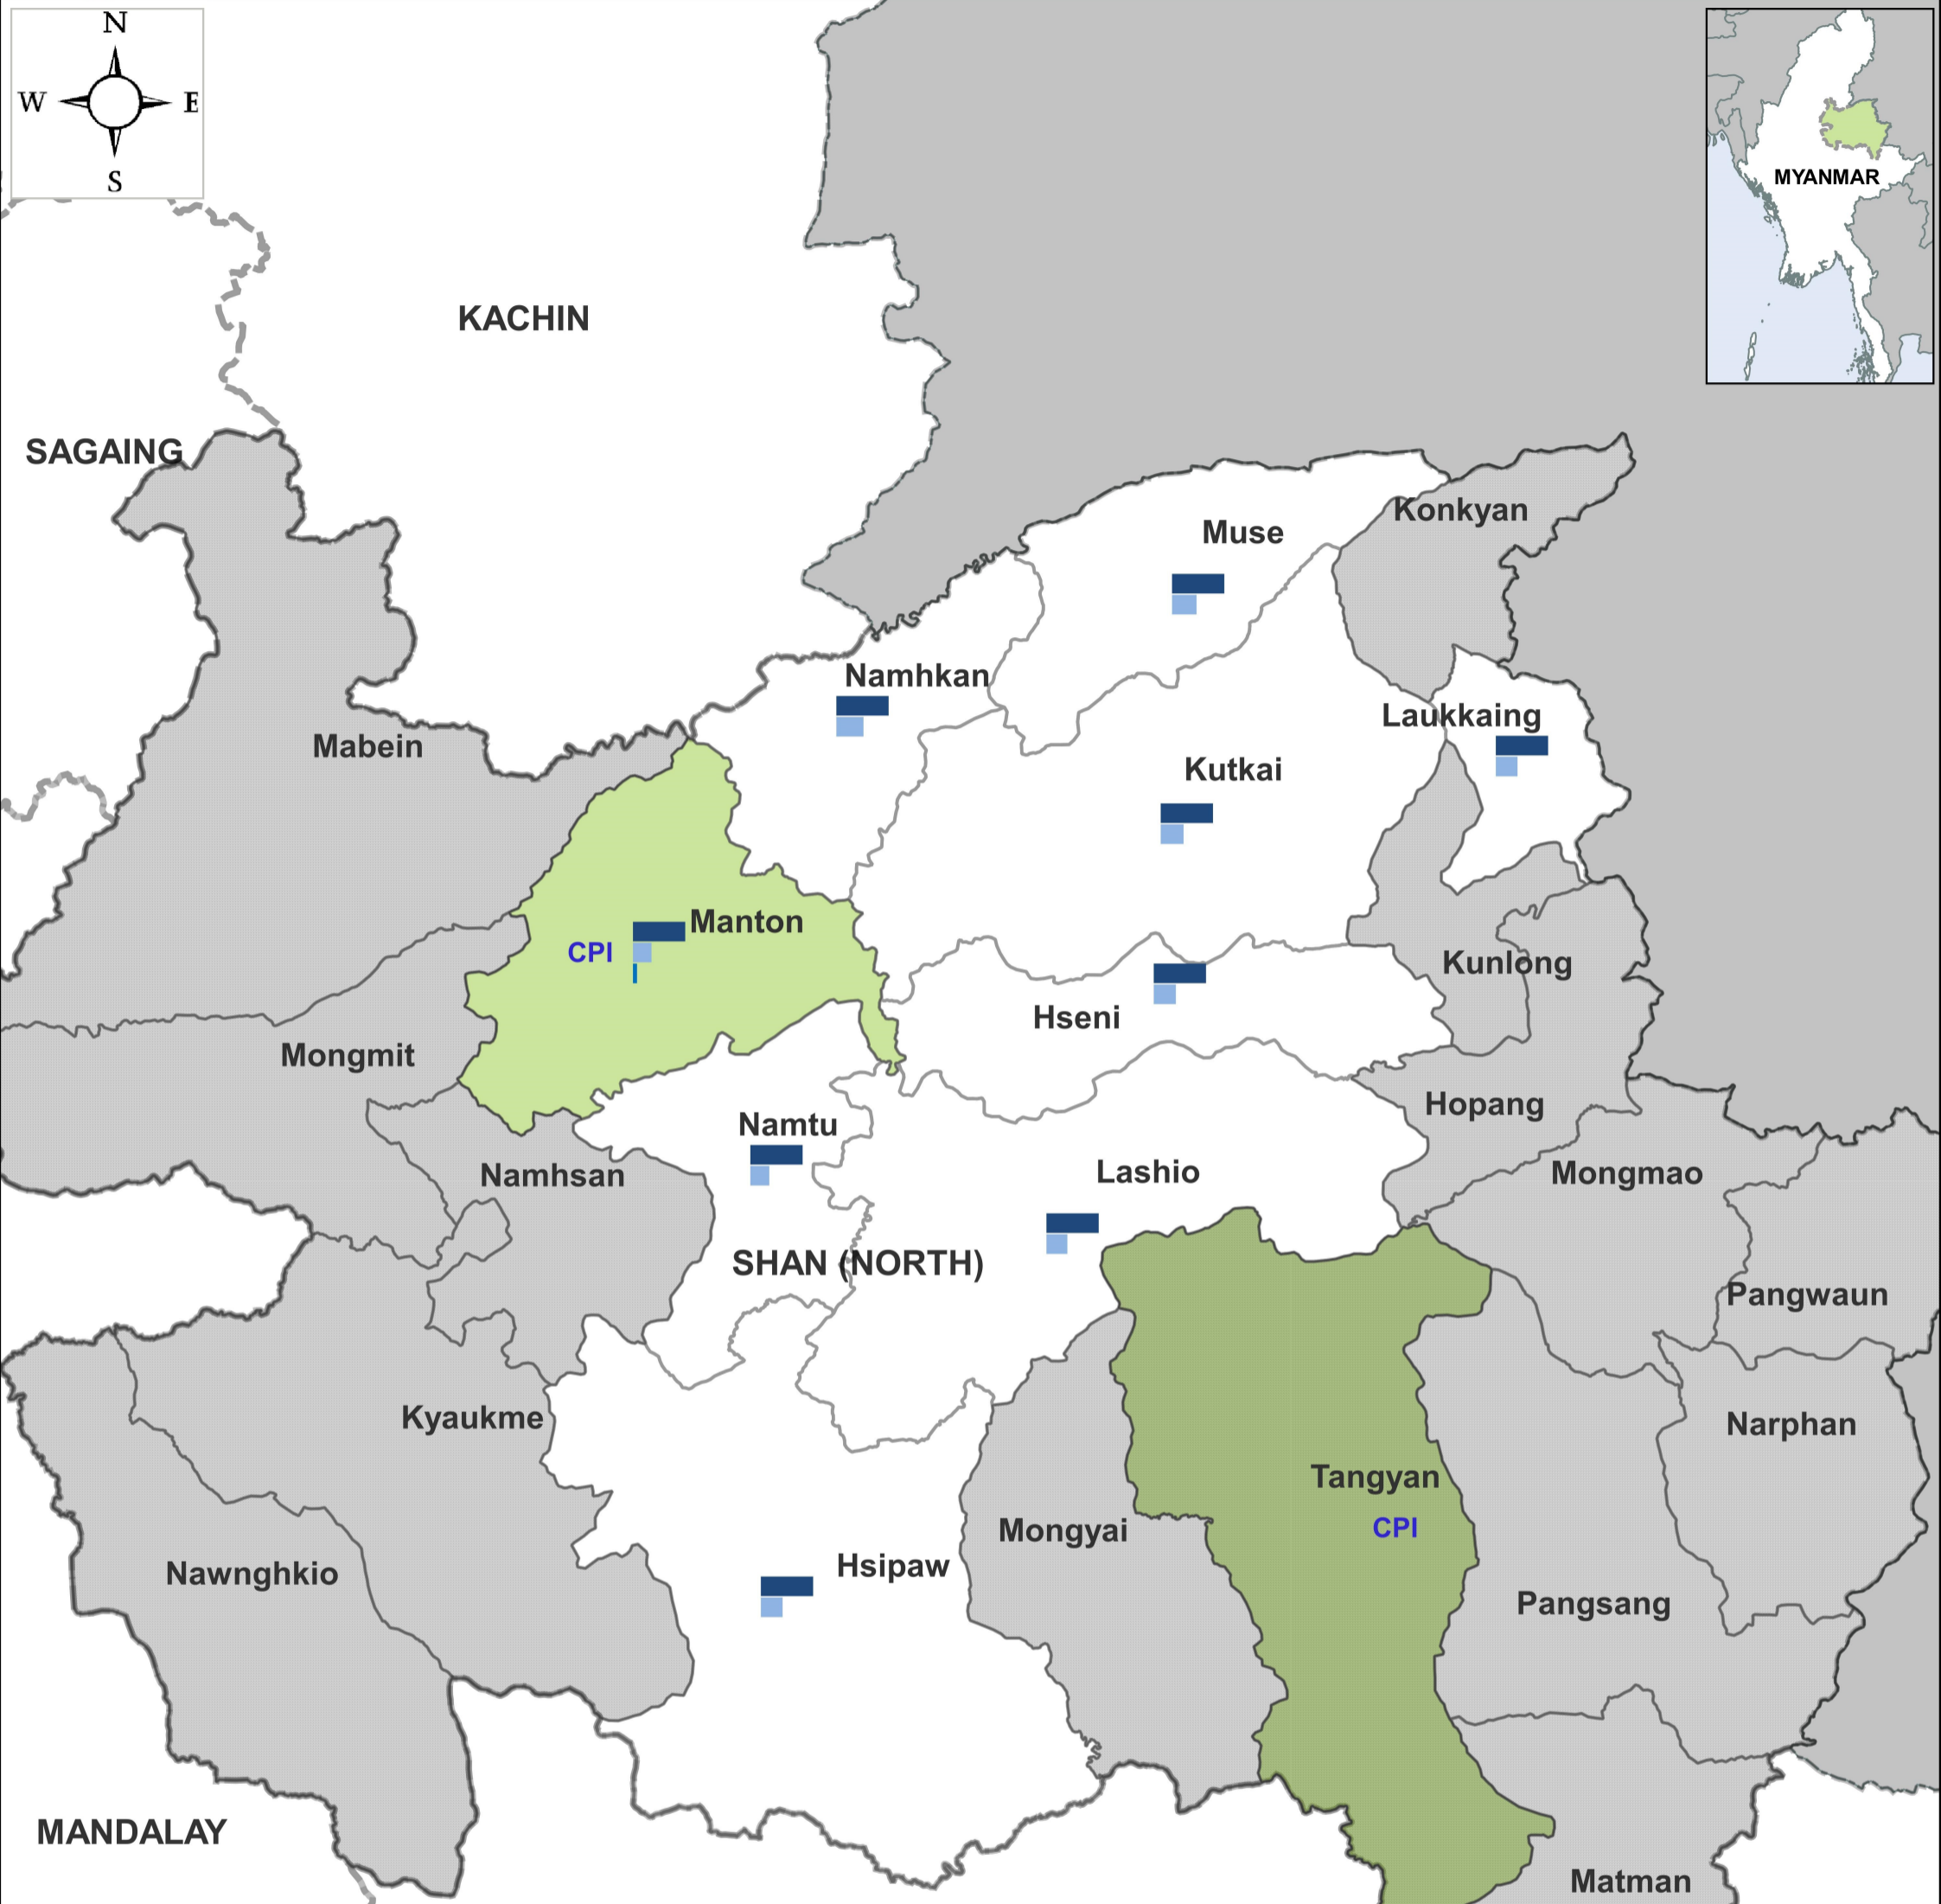 N
W
E
S
MYANMAR
KACHIN
SAGAING
Konkyan
Muse
Namhkan
Laukkaing
Mabein
Kutkai
Manton
CPI
Kunlong
Hseni
Mongmit
Hopang
Namtu
Lashio
Mongmao
Namhsan
SHAN (NORTH)
Pangwaun
Kyaukme
Narphan
Tangyan
CPI
Mongyai
Hsipaw
Nawnghkio
Pangsang
MANDALAY
Matman